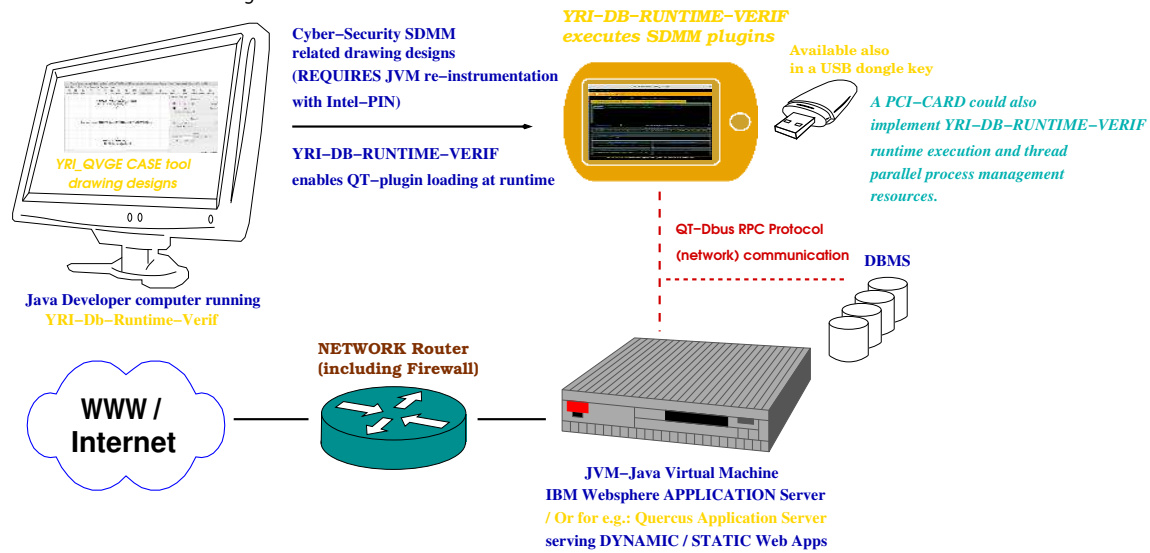 Cyber-Security SDMM
related drawing designs
(REQUIRES JVM re-instrumentation
with Intel-PIN)
YRI-DB-RUNTIME-VERIF
enables QT-plugin loading at runtime
YRI-DB-RUNTIME-VERIF
executes SDMM plugins
Available also
in a USB dongle key
A PCI-CARD could also
implement YRI-DB-RUNTIME-VERIF
runtime execution and thread
parallel process management
resources.
YRI_QVGE CASE tool
drawing designs
Java Developer computer running
YRI-Db-Runtime-Verif
QT-Dbus RPC Protocol
(network) communication
DBMS
NETWORK Router
(including Firewall)
WWW /
Internet
JVM-Java Virtual Machine
IBM Websphere APPLICATION Server
/ Or for e.g.: Quercus Application Server
serving DYNAMIC / STATIC Web Apps